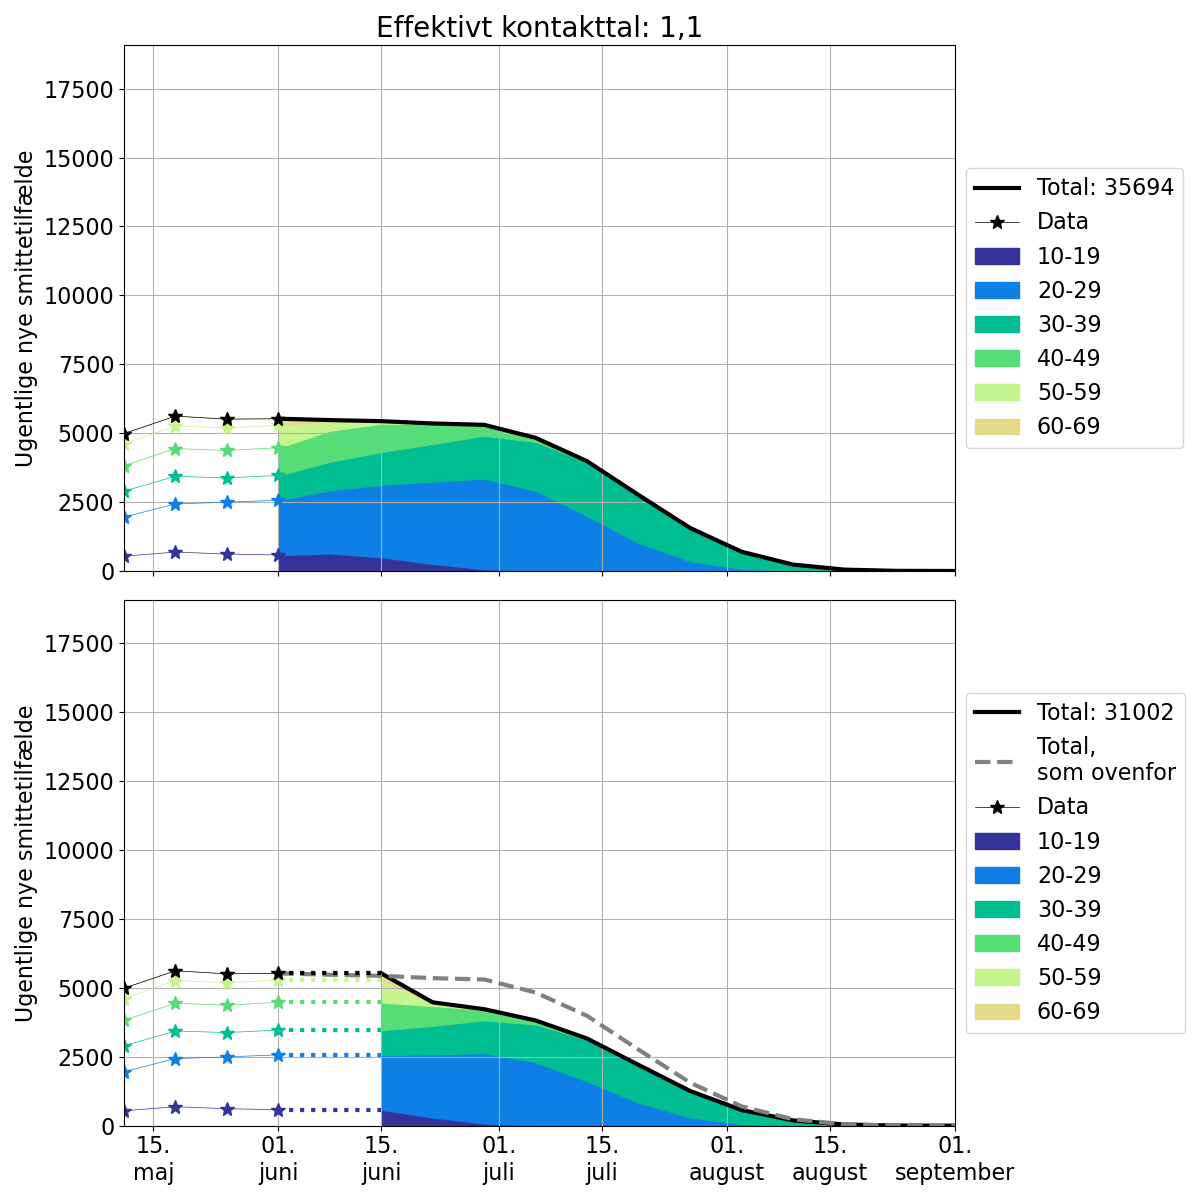 Effektivt kontakttal: 1,1
Ugentlige nye smittetilfælde
17500
15000
12500
10000
7500
5000
2500
0
Total: 35694
Data
10-19
20-29
30-39
40-49
50-59
60-69
Ugentlige nye smittetilfælde
17500
15000
12500
10000
7500
5000
2500
0
Total: 31002
Total,
som ovenfor
Data
10-19
20-29
30-39
40-49
50-59
60-69
15. 01. 15. 01. 15. 01. 15. 01.
maj juni juni juli juli august august september